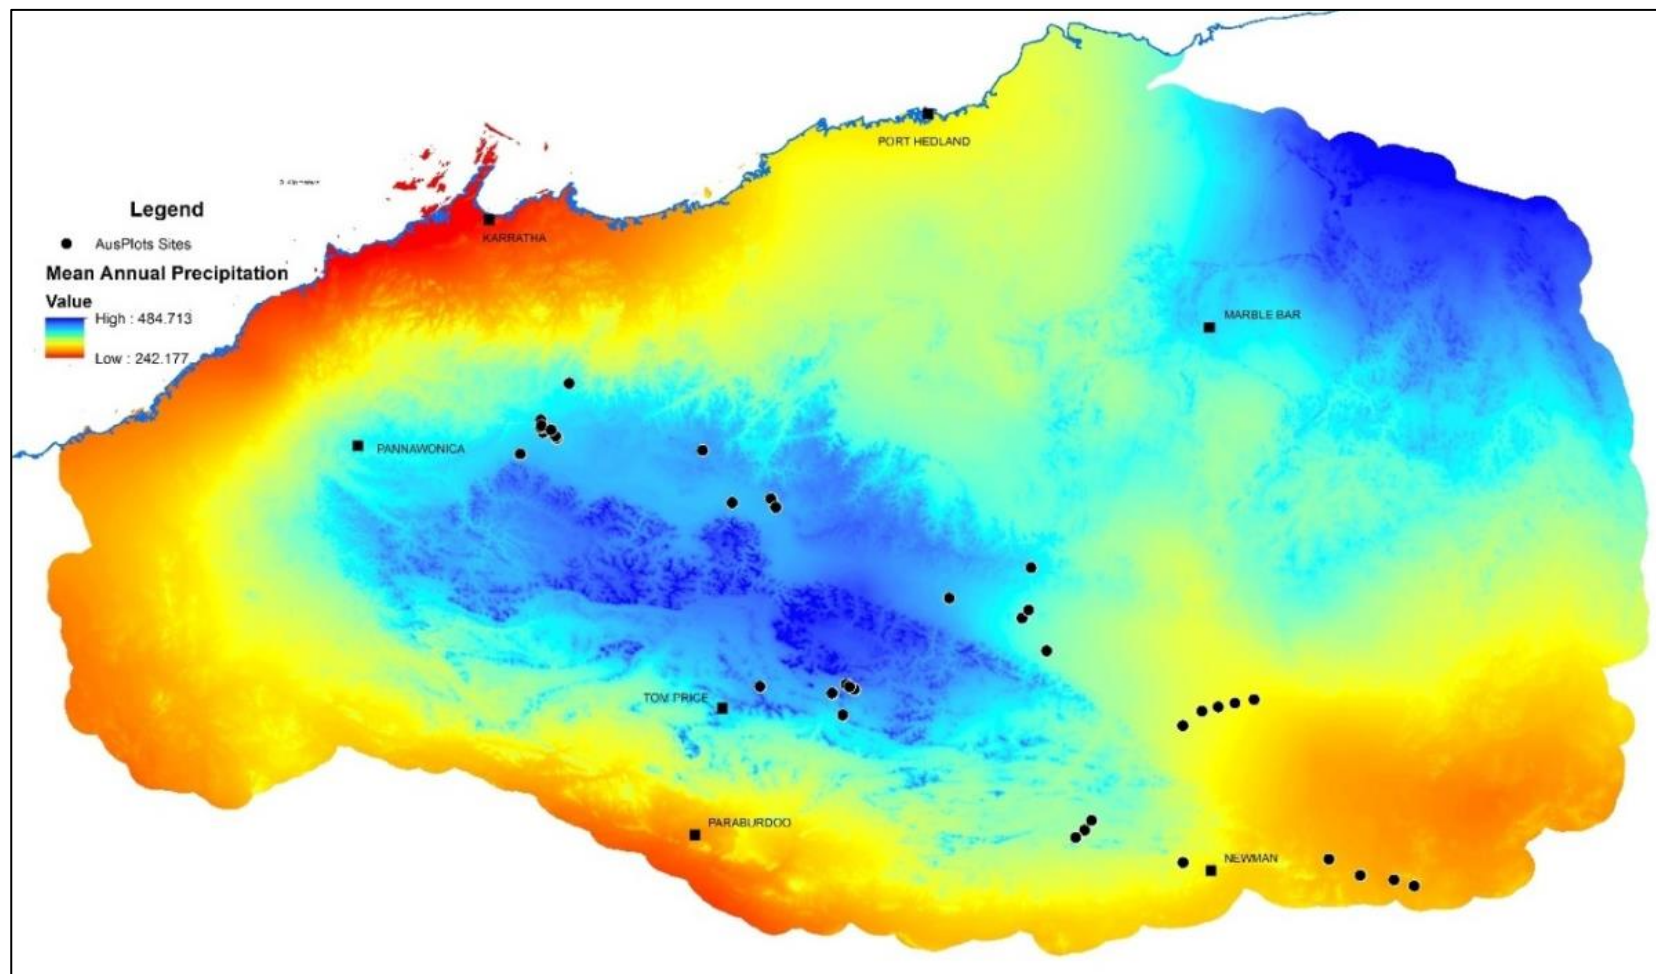 PORT HEDLAND
Legend
KARRATHA
AusPlots Sites
Mean Annual Precipitation
Value
High : 484.713
MARBLE BAR
Low : 242.177
PANNAWONICA
TOM PRICE
PARABURDOO
NEWMAN